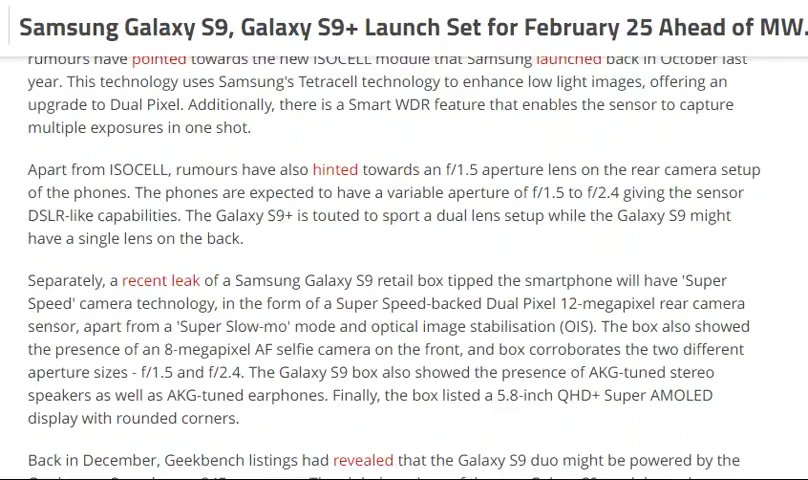 Samsung Galaxy S9, Galaxy S9+ Launch Set for February 25 Ahead of MW.
rumours have pointed towards the new ISOCELL module that Samsung launched back in October last
year. This technology uses Samsung's Tetracell technology to enhance low light images, offering an
upgrade to Dual Pixel. Additionally, there is a Smart WDR feature that enables the sensor to capture
multiple exposures in one shot.
Apart from ISOCELL, rumours have also hinted towards an f/1.5 aperture lens on the rear camera setup
of the phones. The phones are expected to have a variable aperture of f/1.5 to f/2.4 giving the sensor
DSLR-like capabilities. The Galaxy S9+ is touted to sport a dual lens setup while the Galaxy S9 might
have a single lens on the back.
Separately, a recent leak of a Samsung Galaxy S9 retail box tipped the smartphone will have 'Super
Speed' camera technology, in the form of a Super Speed-backed Dual Pixel 12-megapixel rear camera
sensor, apart from a 'Super Slow-mo' mode and optical image stabilisation (OIS). The box also showed
the presence of an 8-megapixel AF selfie camera on the front, and box corroborates the two different
aperture sizes - f/1.5 and f/2.4. The Galaxy S9 box also showed the presence of AKG-tuned stereo
speakers as well as AKG-tuned earphones. Finally, the box listed a 5.8-inch QHD+ Super AMOLED
display with rounded corners.
Back in December, Geekbench listings had revealed that the Galaxy S9 duo might be powered by the